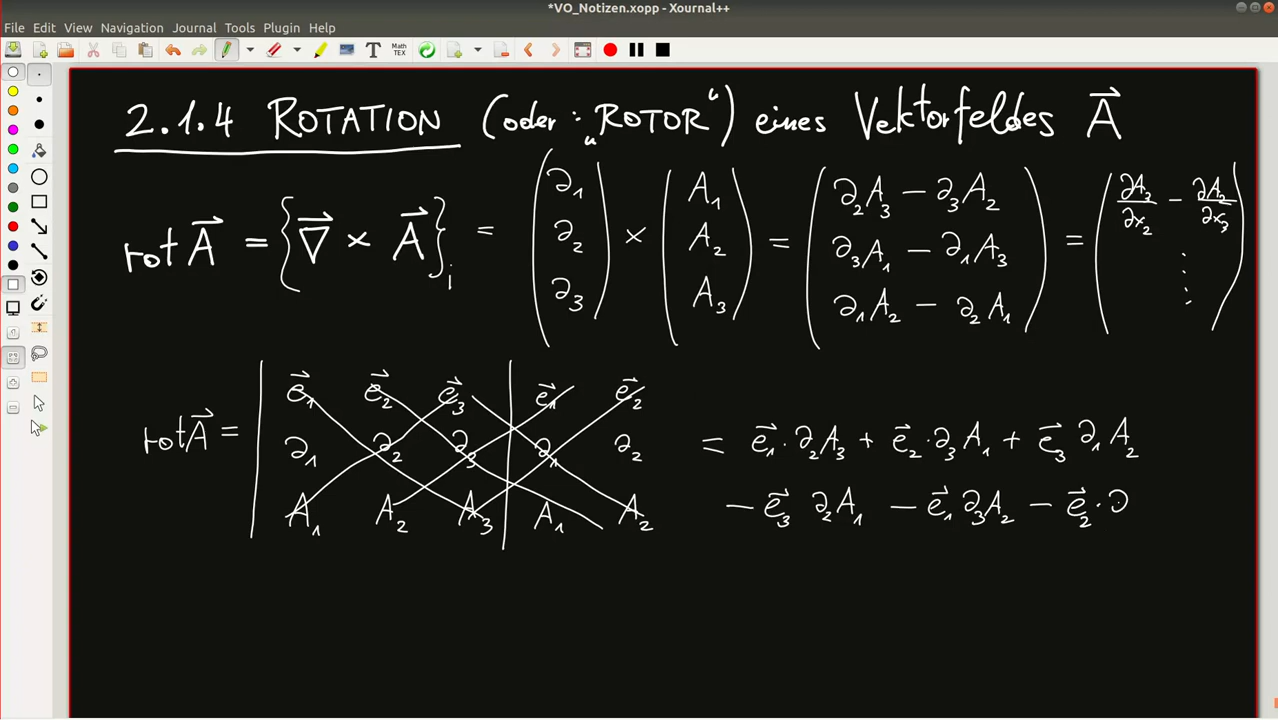 *VO_Notizen.xopp - Xournal++
File Edit View Navigation Journal Tools Plugin Help
T Math TEX
2.1.4 ROTATION (oder: „ROTOR“) eines Vektorfeldes A⃗
rot A⃗ = {∇⃗ × A⃗}ᵢ = (∂₁ ∂₂ ∂₃) × (A₁ A₂ A₃) = (∂₂A₃ − ∂₃A₂ ∂₃A₁ − ∂₁A₃ ∂₁A₂ − ∂₂A₁) = (∂A₃/∂x₂ − ∂A₂/∂x₃ ⋮)
rot A⃗ = | e⃗₁ e⃗₂ e⃗₃ | e⃗₁ e⃗₂
∂₁ ∂₂ ∂₃ | ∂₁ ∂₂ = e⃗₁·∂₂A₃ + e⃗₂·∂₃A₁ + e⃗₃ ∂₁A₂
A₁ A₂ A₃ | A₁ A₂ − e⃗₃ ∂₂A₁ − e⃗₁ ∂₃A₂ − e⃗₂·∂